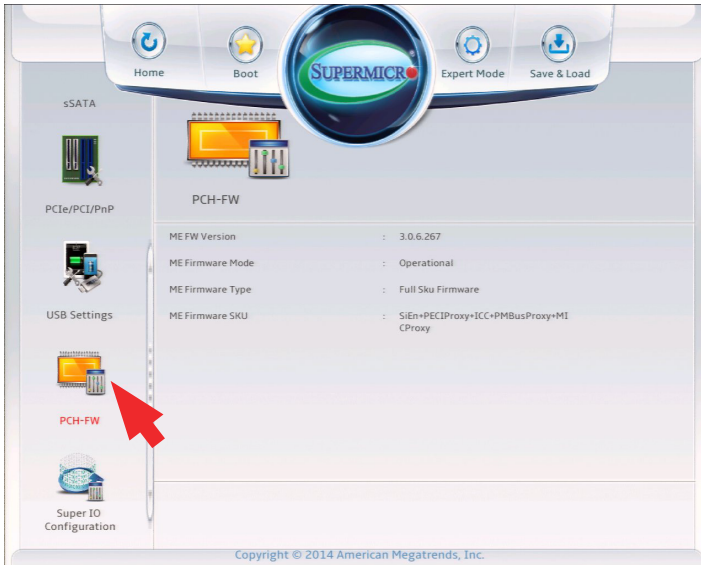 Home
Boot
SUPERMICRO
Expert Mode
Save & Load
sSATA
PCIe/PCI/PnP
USB Settings
PCH-FW
Super IO
Configuration
PCH-FW
ME FW Version : 3.0.6.267
ME Firmware Mode : Operational
ME Firmware Type : Full Sku Firmware
ME Firmware SKU : SiEn+PECIProxy+ICC+PMBusProxy+MI
CProxy
Copyright © 2014 American Megatrends, Inc.